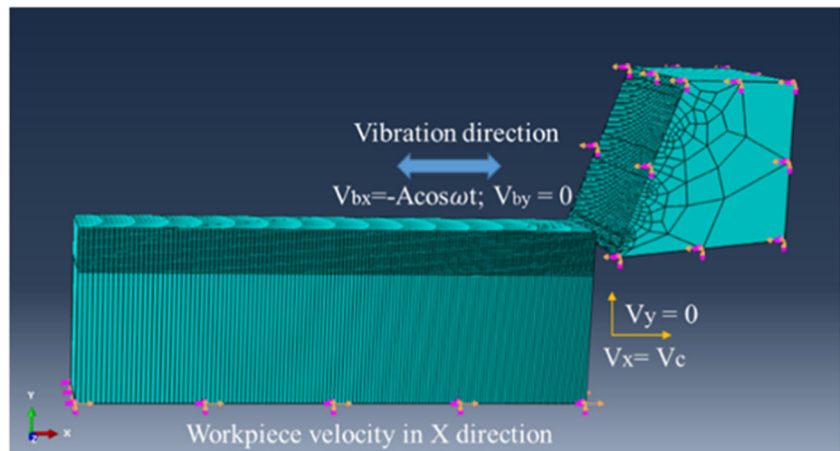 Vibration direction
Vbx=-Acosωt; Vby = 0
Vy = 0
Vx= Vc
Y
Z
X
Workpiece velocity in X direction